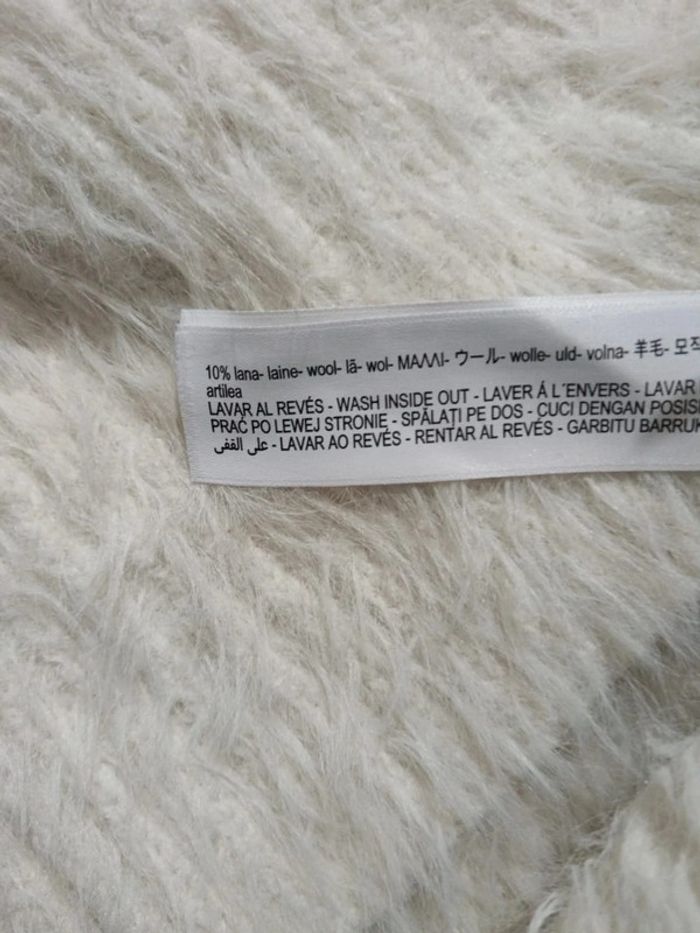 10% lana- laine- wool- lã- wol- ΜΑΛΛΙ- ウール- wolle- uld- volna- 羊毛- 모직
artilea
LAVAR AL REVÉS - WASH INSIDE OUT - LAVER Á L´ENVERS - LAVAR
PRAĆ PO LEWEJ STRONIE - SPĂLAŢI PE DOS - CUCI DENGAN POSISI
على القفى - LAVAR AO REVÉS - RENTAR AL REVÉS - GARBITU BARRUK